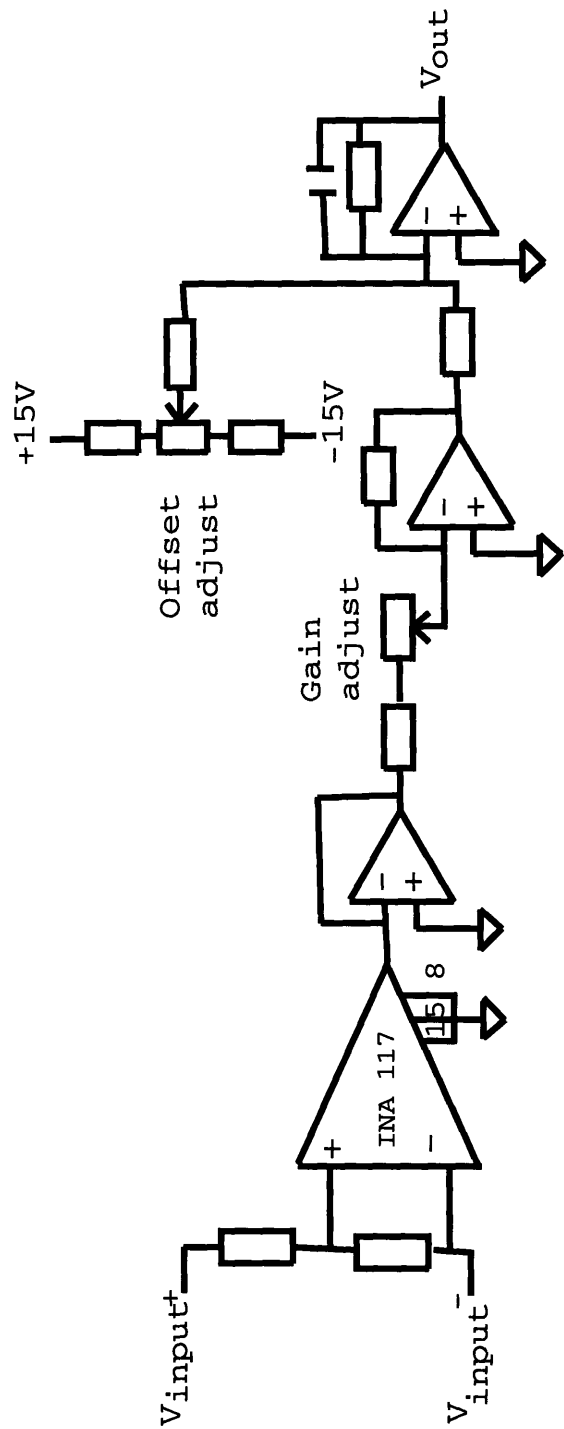 +15V
Offset
adjust
-15V
Gain
adjust
Vinput+
Vinput-
+
-
INA 117
15 8
-
+
-
+
-
+
Vout